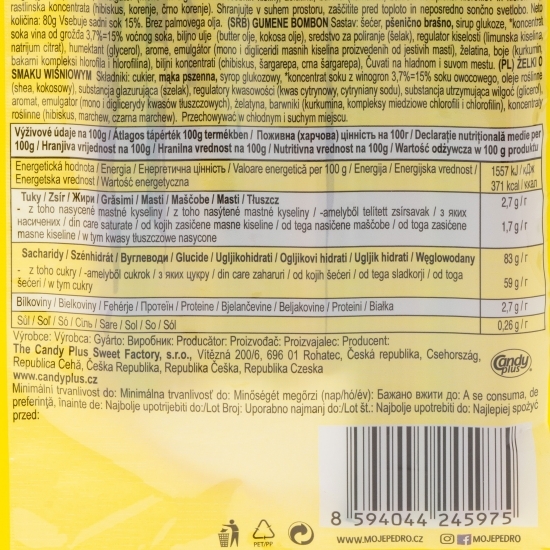 rastlinska koncentrata (hibiskus, korenje, črno korenje). Shranjujte v suhem prostoru, zaščitite pred toploto in neposredno sončno svetlobo. Neto
količina: 80g Vsebuje sadni sok 15%. Brez palmovega olja. (SRB) GUMENE BOMBON Sastav: šećer, pšenično brašno, sirup glukoze, *koncentrat
soka vina od grožđa 3,7%=15% voćnog soka, biljno ulje (butter ole, kokosa ole), sredstvo za poliranje (šelak), regulator kiselosti (limunska kiselina,
natrijum citrat), humektant (glycerol), arome, emulgátor (mono i digliceridi masnih kiselina proizvedenih od jestivih masti), želatina, boje (kurkumin,
bakarni kompleksi hlorofila i hlorofilina), biljni koncentrati (chibiskus, šargarepa, crna šargarepa), Čuvati na hladnom i suvom mestu. (PL) ŻELKI O
SMAKU WIŚNIOWYM Składniki: cukier, mąka pszenna, syrop glukozowy, *koncentrat soku z winogron 3,7%=15% soku owocowego, oleje roślinne
(shea, kokosowy), substancja glazurująca (szelak), regulatory kwasowości (kwas cytrynowy, cytryniany sodu), substancja utrzymująca wilgoć (glicerol),
aromat, emulgator (mono i diglicerydy kwasów tłuszczowych), żelatyna, barwniki (kurkumina, kompleksy miedziowe chlorofili i chlorofilin), koncentraty
roślinne (hibiskus, marchew, czarna marchew). Przechowywać w chłodnym i suchym miejscu.
Výživové údaje na 100g / Átlagos tápérték 100g termékben / Поживна (харчова) цінність на 100г / Declarație nutrițională medie per
100g / Hranjiva vrijednost na 100g / Hranilna vrednost na 100g / Nutritivna vrednost na 100g / Wartość odżywcza w 100 g produktu
Energetická hodnota / Energia / Енергетична цінність / Valoare energetică per 100 g / Energija / Energijska vrednost /
Energetska vrednost / Wartość energetyczna
1557 kJ / кДж
371 kcal / ккал
Tuky / Zsír / Жири / Grăsimi / Masti / Maščobe / Masti / Tłuszcz
2,7 g / г
- z toho nasycené mastné kyseliny / z toho nasýtené mastné kyseliny / -amelyből telített zsírsavak / з яких
насичених / din care saturate / od kojih zasićene masne kiseline / od tega nasičene maščobe / od toga zasićene
masne kiseline / w tym kwasy tłuszczowe nasycone
1,7 g / г
Sacharidy / Szénhidrát / Вуглеводи / Glucide / Ugljikohidrati / Ogljikovi hidrati / Ugljik hidrati / Węglowodany
83 g / г
- z toho cukry / -amelyből cukrok / з яких цукру / din care zaharuri / od kojih šećeri / od tega sladkorji / od toga
šećeri / w tym cukry
59 g / г
Bílkoviny / Bielkoviny / Fehérje / Протеїн / Proteine / Bjelančevine / Beljakovine / Proteini / Białka
2,7 g / г
Sůl / Soľ / Só / Сіль / Sare / Sol / So / Sól
0,26 g / г
Výrobce: Výrobca: Gyártó: Виробник: Producător: Proizvođač: Proizvajalec: Producent:
The Candy Plus Sweet Factory, s.r.o., Vítězná 200/6, 696 01 Rohatec, Česká republika, Csehország,
Republica Cehă, Češka Republika, Republika Češka, Republika Czeska
www.candyplus.cz
Candy
plus
Minimální trvanlivost do: Minimálna trvanlivosť do: Minőségét megőrzi (nap/hó/év): Бажано вжити до: A se consuma, de
preferință, înainte de: Najbolje upotrijebiti do:/Lot Broj: Uporabno najmanj do:/Lot št.: Najbolje upotrebiti do: Najlepiej spożyć
przed:
PET/PP
8 594044 245975
WWW.MOJEPEDRO.CZ MOJEPEDRO